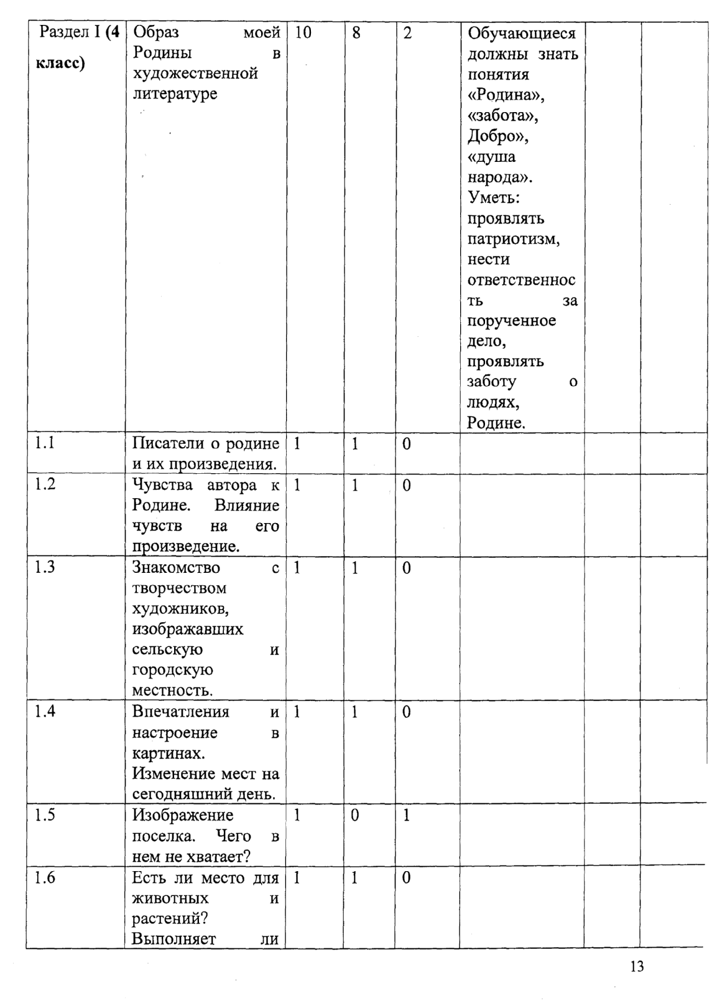 Раздел I (4
класс)
Образ моей
Родины в
художественной
литературе
10
8
2
Обучающиеся
должны знать
понятия
«Родина»,
«забота»,
Добро»,
«душа
народа».
Уметь:
проявлять
патриотизм,
нести
ответственнос
ть за
порученное
дело,
проявлять
заботу о
людях,
Родине.
1.1
Писатели о родине
и их произведения.
1
1
0
1.2
Чувства автора к
Родине. Влияние
чувств на его
произведение.
1
1
0
1.3
Знакомство с
творчеством
художников,
изображавших
сельскую и
городскую
местность.
1
1
0
1.4
Впечатления и
настроение в
картинах.
Изменение мест на
сегодняшний день.
1
1
0
1.5
Изображение
поселка. Чего в
нем не хватает?
1
0
1
1.6
Есть ли место для
животных и
растений?
Выполняет ли
1
1
0
13